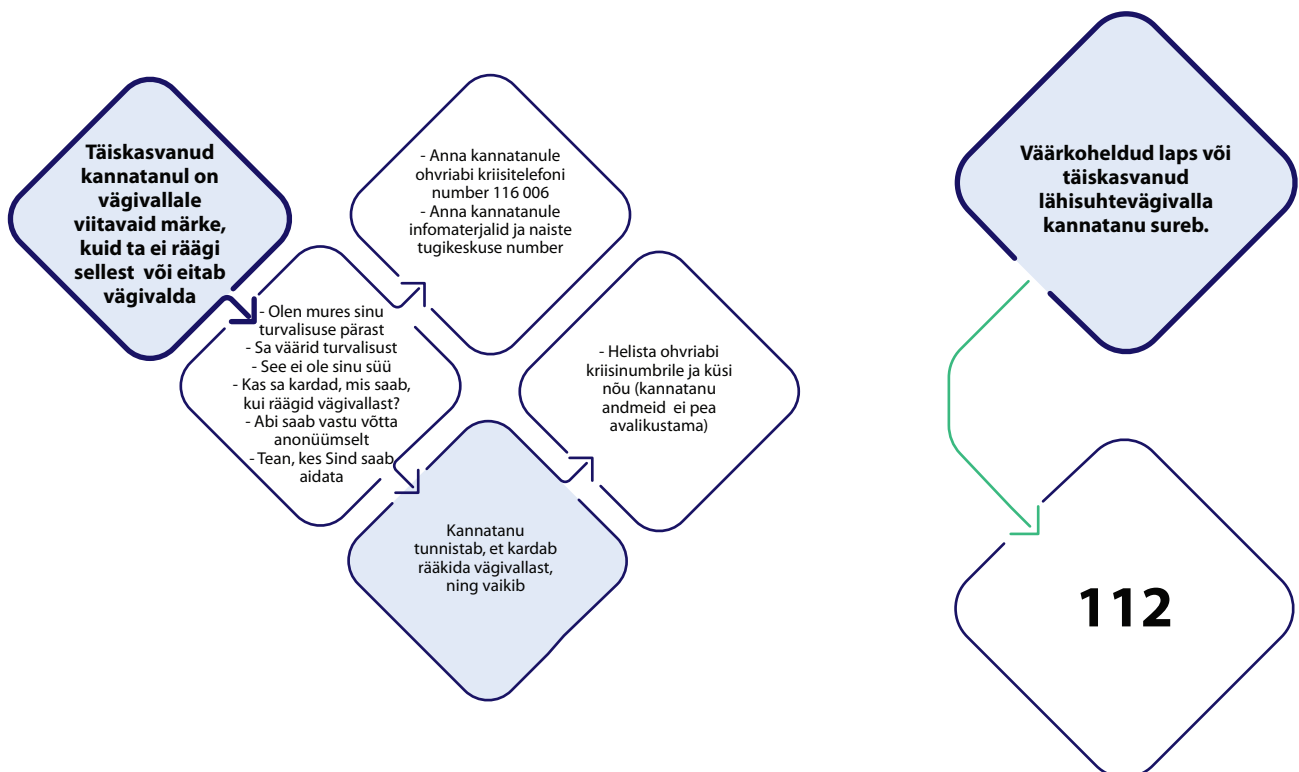 Täiskasvanud
kannatanul on
vägivallale
viitavaid märke,
kuid ta ei räägi
sellest või eitab
vägivalda
- Olen mures sinu
turvalisuse pärast
- Sa väärid turvalisust
- See ei ole sinu süü
- Kas sa kardad, mis saab,
kui räägid vägivallast?
- Abi saab vastu võtta
anonüümselt
- Tean, kes Sind saab
aidata
- Anna kannatanule
ohvriabi kriisitelefoni
number 116 006
- Anna kannatanule
infomaterjalid ja naiste
tugikeskuse number
Kannatanu
tunnistab, et kardab
rääkida vägivallast,
ning vaikib
- Helista ohvriabi
kriisinumbrile ja küsi
nõu (kannatanu
andmeid ei pea
avalikustama)
Väärkoheldud laps või
täiskasvanud
lähisuhtevägivalla
kannatanu sureb.
112